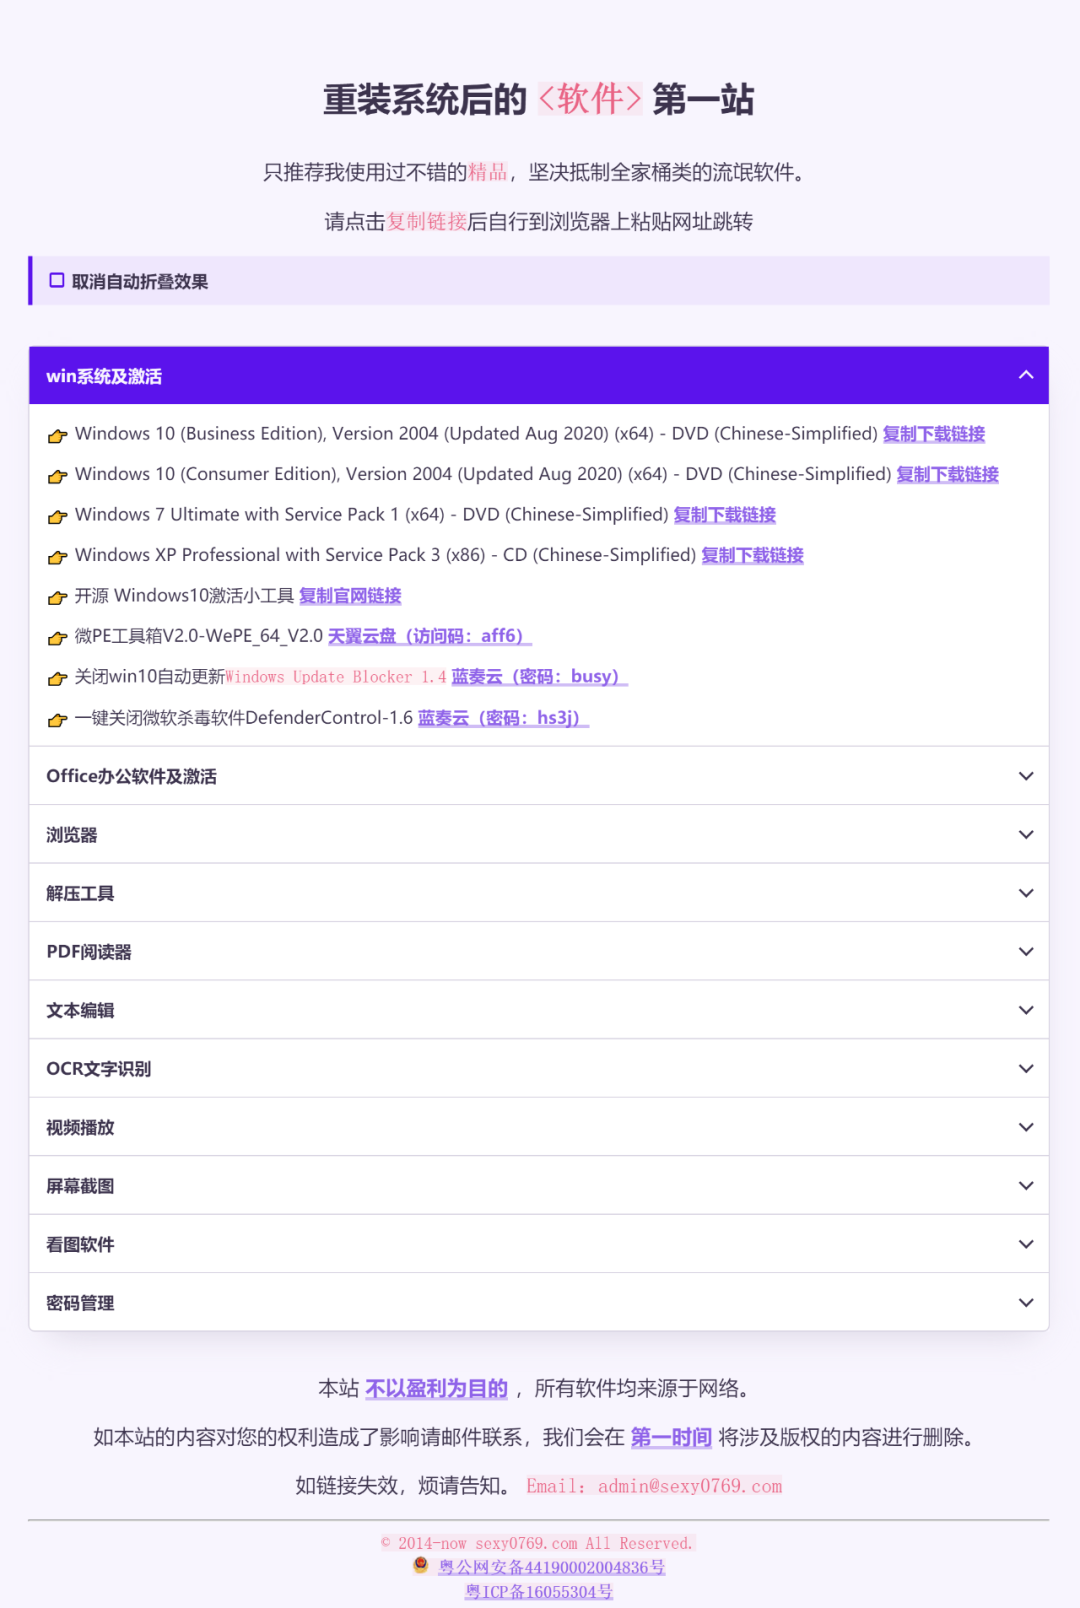 重装系统后的 <软件> 第一站
只推荐我使用过不错的精品，坚决抵制全家桶类的流氓软件。
请点击复制链接后自行到浏览器上粘贴网址跳转
取消自动折叠效果
win系统及激活
Windows 10 (Business Edition), Version 2004 (Updated Aug 2020) (x64) - DVD (Chinese-Simplified) 复制下载链接
Windows 10 (Consumer Edition), Version 2004 (Updated Aug 2020) (x64) - DVD (Chinese-Simplified) 复制下载链接
Windows 7 Ultimate with Service Pack 1 (x64) - DVD (Chinese-Simplified) 复制下载链接
Windows XP Professional with Service Pack 3 (x86) - CD (Chinese-Simplified) 复制下载链接
开源 Windows10激活小工具 复制官网链接
微PE工具箱V2.0-WePE_64_V2.0 天翼云盘（访问码：aff6）
关闭win10自动更新Windows Update Blocker 1.4 蓝奏云（密码：busy）
一键关闭微软杀毒软件DefenderControl-1.6 蓝奏云（密码：hs3j）
Office办公软件及激活
浏览器
解压工具
PDF阅读器
文本编辑
OCR文字识别
视频播放
屏幕截图
看图软件
密码管理
本站 不以盈利为目的 ，所有软件均来源于网络。
如本站的内容对您的权利造成了影响请邮件联系，我们会在 第一时间 将涉及版权的内容进行删除。
如链接失效，烦请告知。 Email：admin@sexy0769.com
© 2014-now sexy0769.com All Reserved.
粤公网安备44190002004836号
粤ICP备16055304号